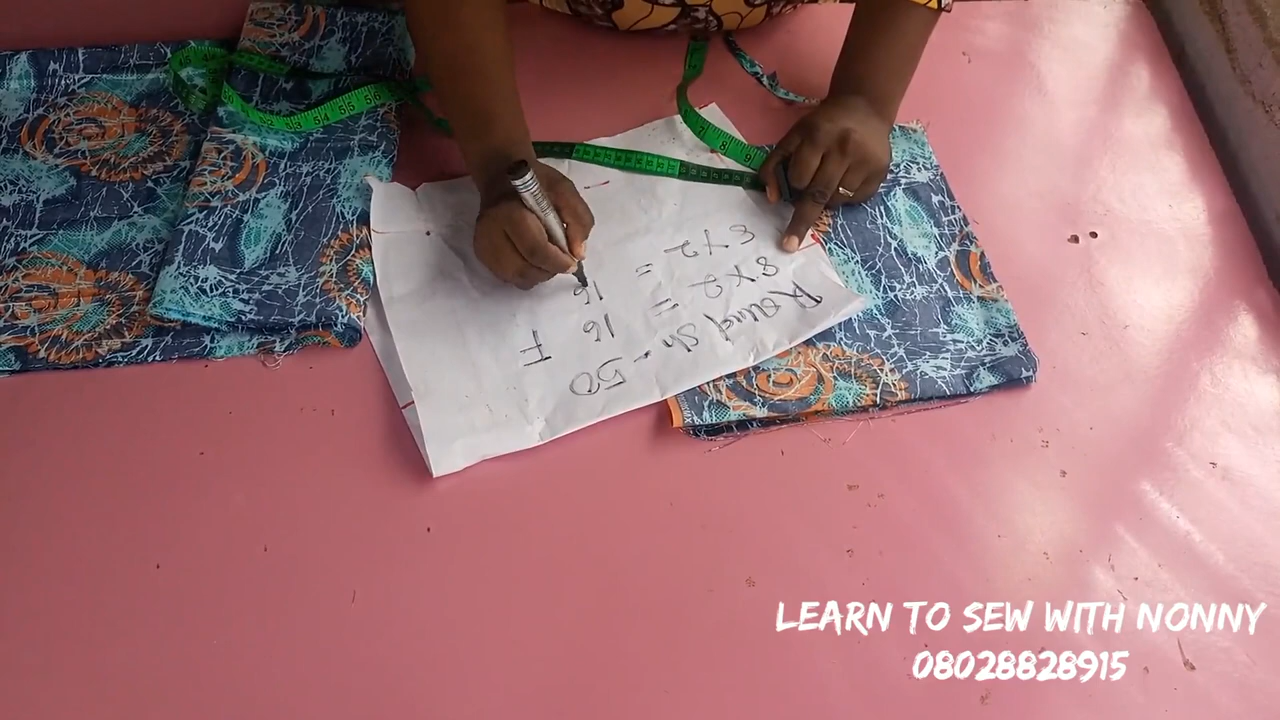 Round Sh - 50
8 x 2 = 16 F
8 x 2 = 16
LEARN TO SEW WITH NONNY
08028828915